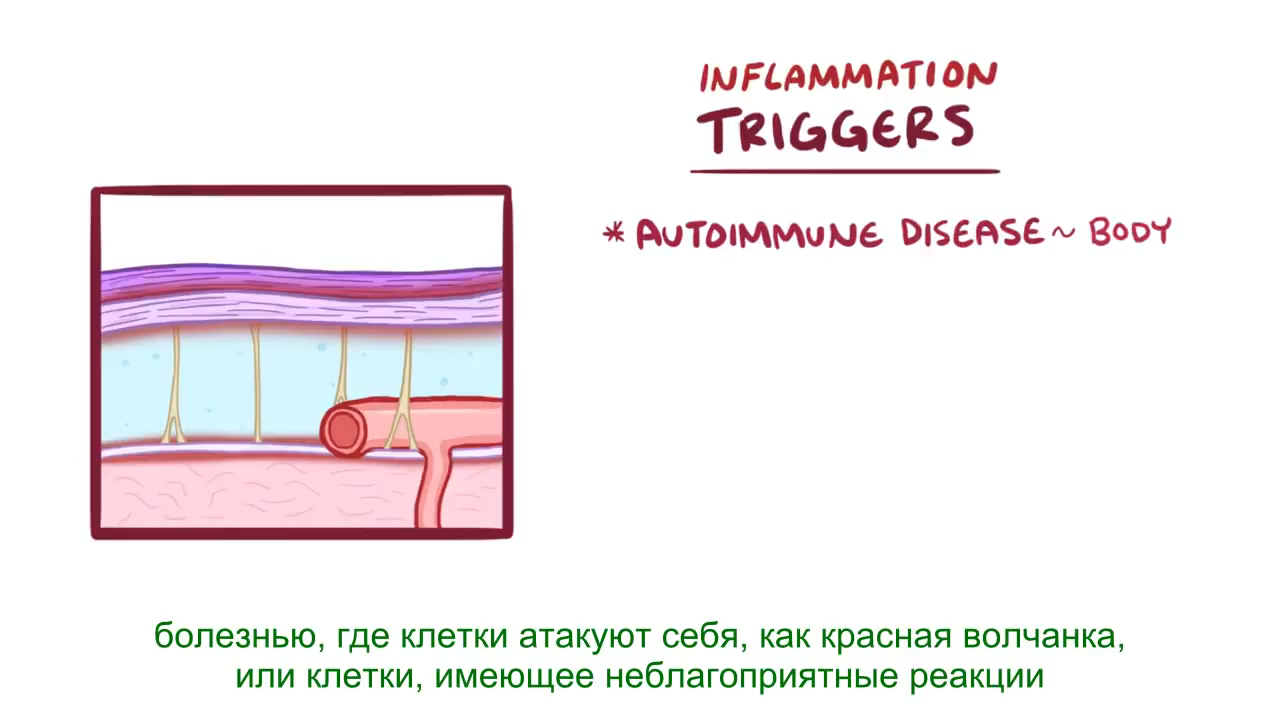 INFLAMMATION
TRIGGERS
* AUTOIMMUNE DISEASE ~ BODY
болезнью, где клетки атакуют себя, как красная волчанка,
или клетки, имеющее неблагоприятные реакции